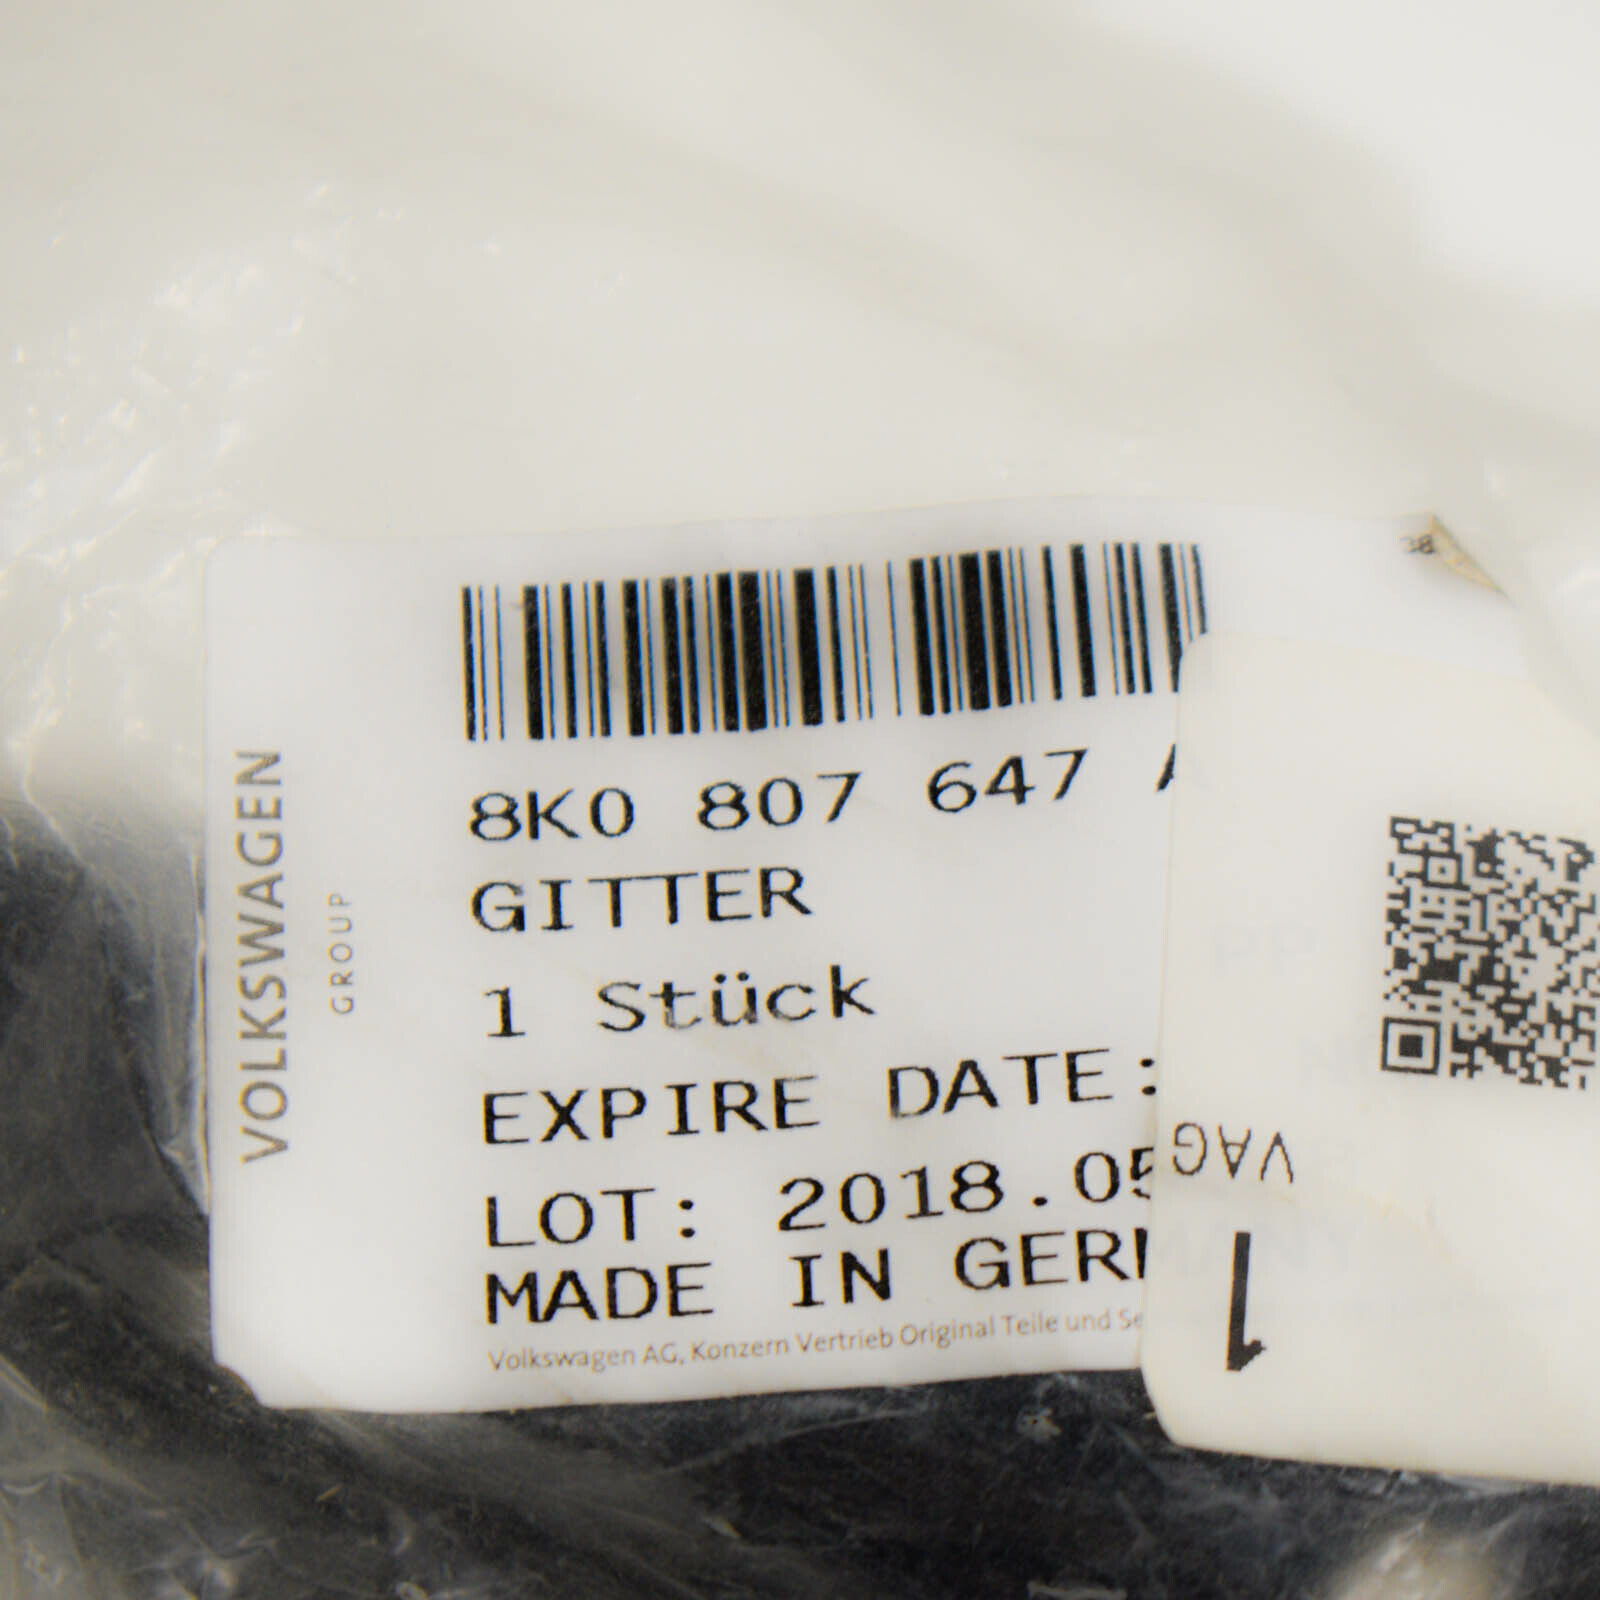 VOLKSWAGEN
GROUP
8K0 807 647
GITTER
1 Stück
EXPIRE DATE:
LOT: 2018.05
MADE IN GER
Volkswagen AG, Konzern Vertrieb Original Teile und
VAG
1